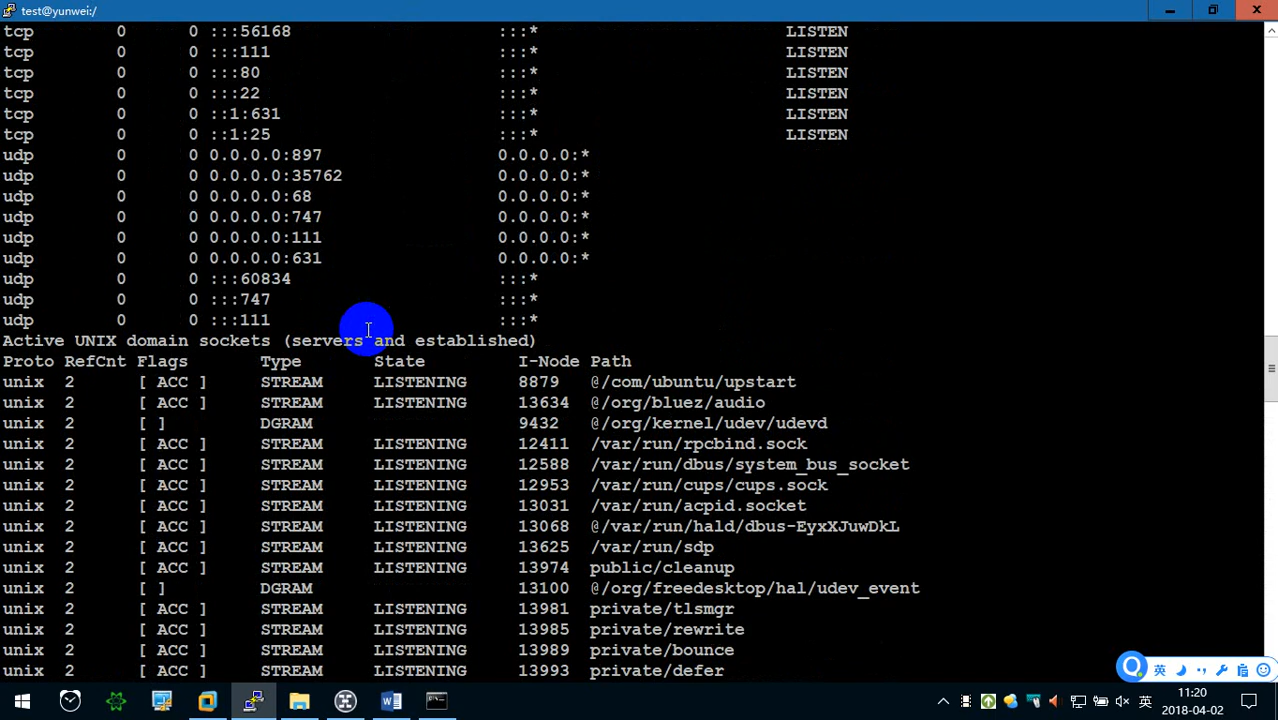 test@yunwei:/
tcp 0 0 :::56168 :::* LISTEN
tcp 0 0 :::111 :::* LISTEN
tcp 0 0 :::80 :::* LISTEN
tcp 0 0 :::22 :::* LISTEN
tcp 0 0 ::1:631 :::* LISTEN
tcp 0 0 ::1:25 :::* LISTEN
udp 0 0 0.0.0.0:897 0.0.0.0:*
udp 0 0 0.0.0.0:35762 0.0.0.0:*
udp 0 0 0.0.0.0:68 0.0.0.0:*
udp 0 0 0.0.0.0:747 0.0.0.0:*
udp 0 0 0.0.0.0:111 0.0.0.0:*
udp 0 0 0.0.0.0:631 0.0.0.0:*
udp 0 0 :::60834 :::*
udp 0 0 :::747 :::*
udp 0 0 :::111 :::*
Active UNIX domain sockets (servers and established)
Proto RefCnt Flags Type State I-Node Path
unix 2 [ ACC ] STREAM LISTENING 8879 @/com/ubuntu/upstart
unix 2 [ ACC ] STREAM LISTENING 13634 @/org/bluez/audio
unix 2 [ ] DGRAM 9432 @/org/kernel/udev/udevd
unix 2 [ ACC ] STREAM LISTENING 12411 /var/run/rpcbind.sock
unix 2 [ ACC ] STREAM LISTENING 12588 /var/run/dbus/system_bus_socket
unix 2 [ ACC ] STREAM LISTENING 12953 /var/run/cups/cups.sock
unix 2 [ ACC ] STREAM LISTENING 13031 /var/run/acpid.socket
unix 2 [ ACC ] STREAM LISTENING 13068 @/var/run/hald/dbus-EyxXJuwDkL
unix 2 [ ACC ] STREAM LISTENING 13625 /var/run/sdp
unix 2 [ ACC ] STREAM LISTENING 13974 public/cleanup
unix 2 [ ] DGRAM 13100 @/org/freedesktop/hal/udev_event
unix 2 [ ACC ] STREAM LISTENING 13981 private/tlsmgr
unix 2 [ ACC ] STREAM LISTENING 13985 private/rewrite
unix 2 [ ACC ] STREAM LISTENING 13989 private/bounce
unix 2 [ ACC ] STREAM LISTENING 13993 private/defer
英
英
11:20
2018-04-02